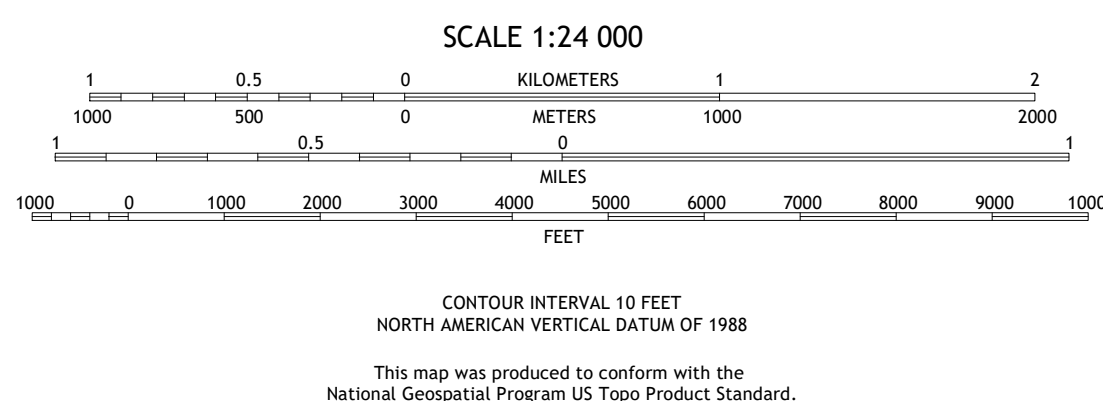 SCALE 1:24 000
1 0.5 0 KILOMETERS 1 2
1000 500 0 METERS 1000 2000
1 0.5 0 1
MILES
1000 0 1000 2000 3000 4000 5000 6000 7000 8000 9000 1000
FEET
CONTOUR INTERVAL 10 FEET
NORTH AMERICAN VERTICAL DATUM OF 1988
This map was produced to conform with the
National Geospatial Program US Topo Product Standard.